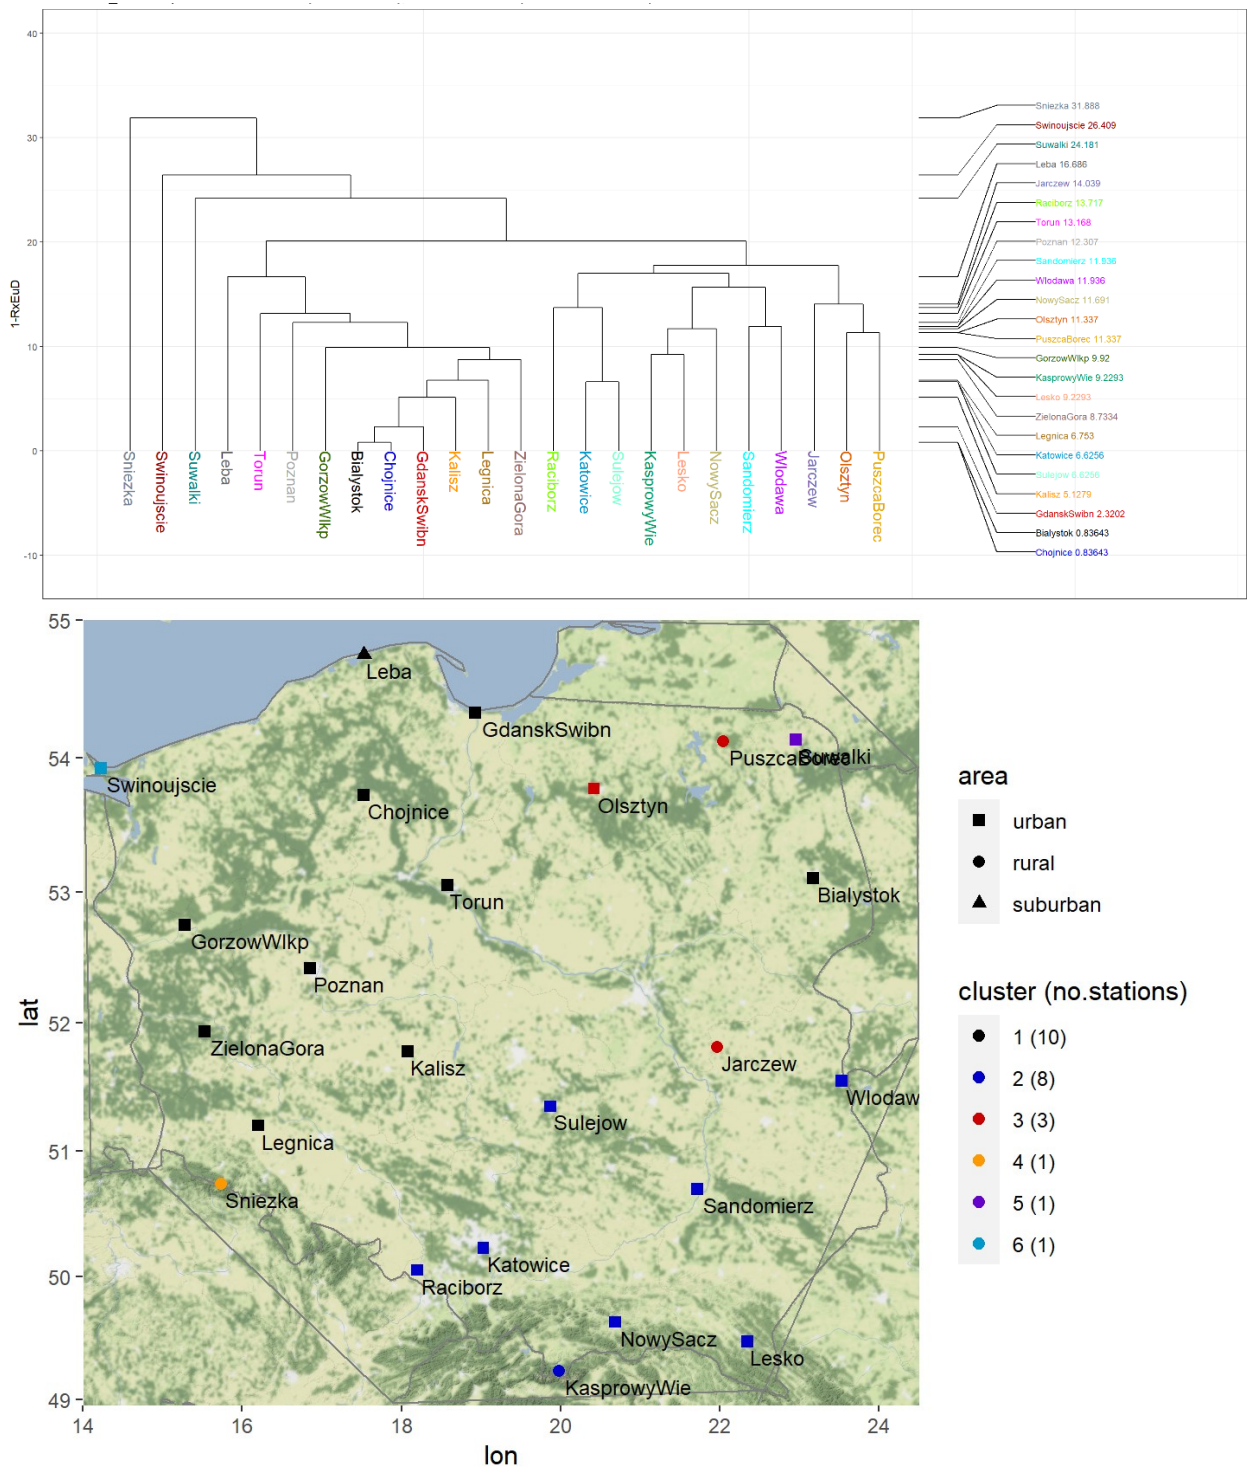 40
30
20
10
0
-10
1-RxEuD
Sniezka
Swinoujscie
Suwalki
Leba
Torun
Poznan
GorzowWlkp
Bialystok
Chojnice
GdanskSwibn
Kalisz
Legnica
ZielonaGora
Raciborz
Katowice
Sulejow
KasprowyWie
Lesko
NowySacz
Sandomierz
Wlodawa
Jarczew
Olsztyn
PuszcaBorec
Sniezka 31.888
Swinoujscie 26.409
Suwalki 24.181
Leba 16.686
Jarczew 14.039
Raciborz 13.717
Torun 13.168
Poznan 12.307
Sandomierz 11.936
Wlodawa 11.936
NowySacz 11.691
Olsztyn 11.337
PuszcaBorec 11.337
GorzowWlkp 9.92
KasprowyWie 9.2293
Lesko 9.2293
ZielonaGora 8.7334
Legnica 6.753
Katowice 6.6256
Sulejow 6.6256
Kalisz 5.1279
GdanskSwibn 2.3202
Bialystok 0.83643
Chojnice 0.83643
55
54
53
52
51
50
49
lat
Leba
GdanskSwibn
PuszcaBorec
Suwalki
Swinoujscie
Olsztyn
Chojnice
Bialystok
Torun
GorzowWlkp
Poznan
ZielonaGora
Kalisz
Jarczew
Wlodaw
Sulejow
Legnica
Sniezka
Sandomierz
Katowice
Raciborz
NowySacz
Lesko
KasprowyWie
14
16
18
20
22
24
lon
area
urban
rural
suburban
cluster (no.stations)
1 (10)
2 (8)
3 (3)
4 (1)
5 (1)
6 (1)